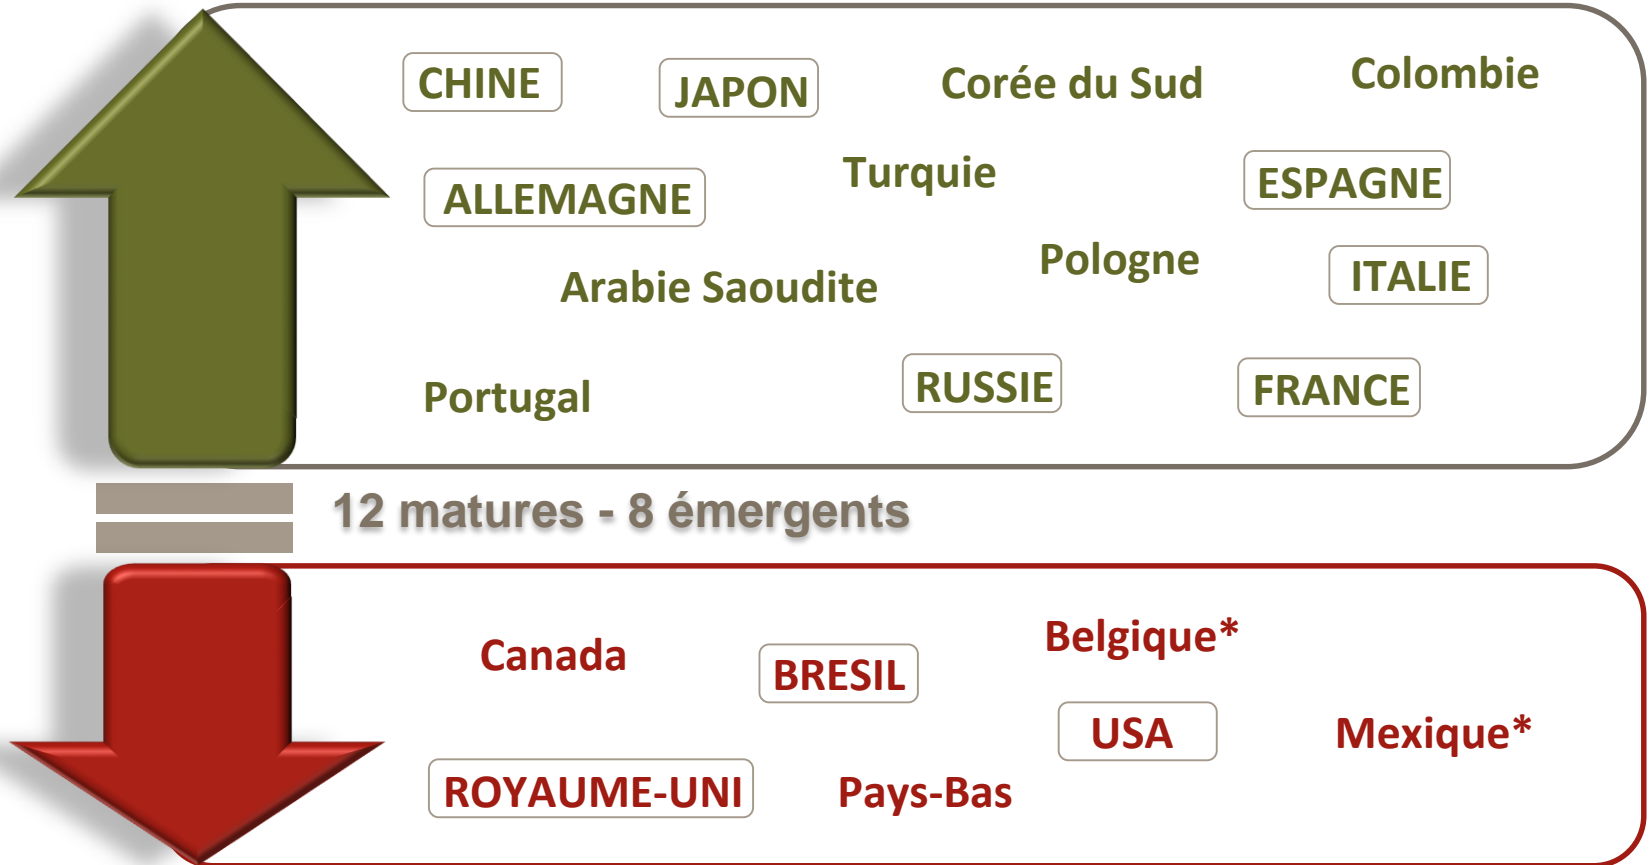 CHINE
JAPON
Corée du Sud
Colombie
ALLEMAGNE
Turquie
ESPAGNE
Arabie Saoudite
Pologne
ITALIE
Portugal
RUSSIE
FRANCE
12 matures - 8 émergents
Canada
BRESIL
Belgique*
USA
Mexique*
ROYAUME-UNI
Pays-Bas